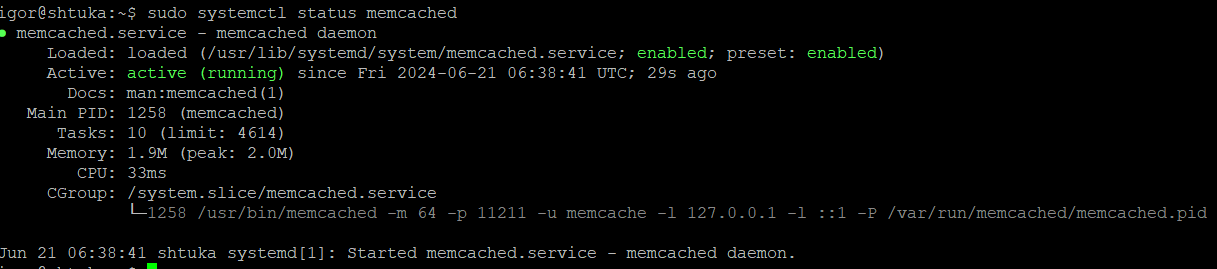 igor@shtuka:~$ sudo systemctl status memcached
● memcached.service - memcached daemon
Loaded: loaded (/usr/lib/systemd/system/memcached.service; enabled; preset: enabled)
Active: active (running) since Fri 2024-06-21 06:38:41 UTC; 29s ago
Docs: man:memcached(1)
Main PID: 1258 (memcached)
Tasks: 10 (limit: 4614)
Memory: 1.9M (peak: 2.0M)
CPU: 33ms
CGroup: /system.slice/memcached.service
└─1258 /usr/bin/memcached -m 64 -p 11211 -u memcache -l 127.0.0.1 -l ::1 -P /var/run/memcached/memcached.pid
Jun 21 06:38:41 shtuka systemd[1]: Started memcached.service - memcached daemon.